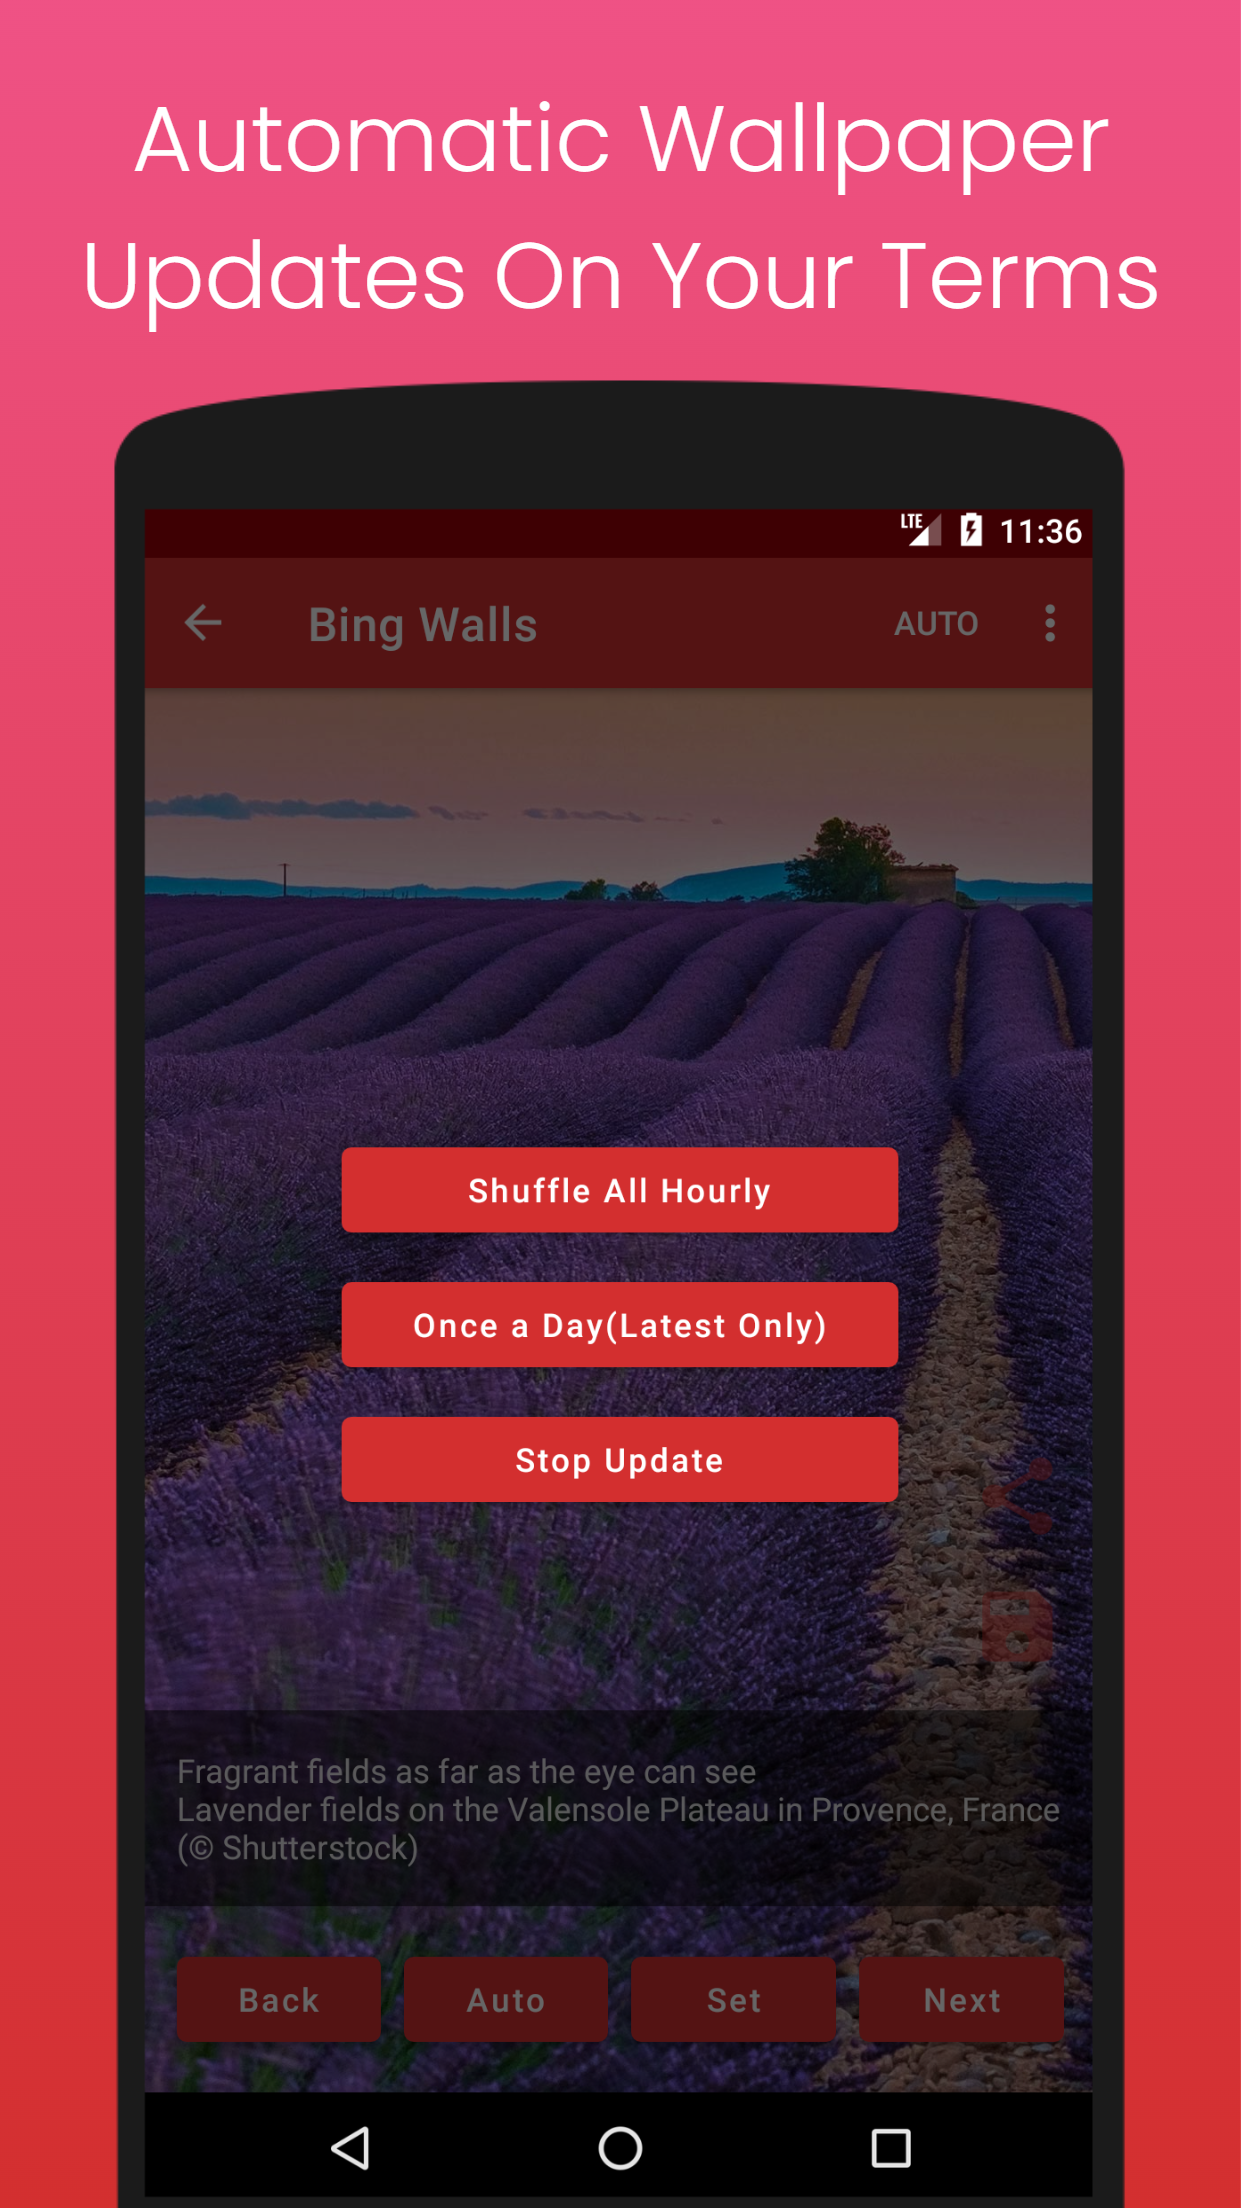 Automatic Wallpaper
Updates On Your Terms
LTE 11:36
Bing Walls AUTO
Shuffle All Hourly
Once a Day(Latest Only)
Stop Update
Fragrant fields as far as the eye can see
Lavender fields on the Valensole Plateau in Provence, France
(© Shutterstock)
Back Auto Set Next